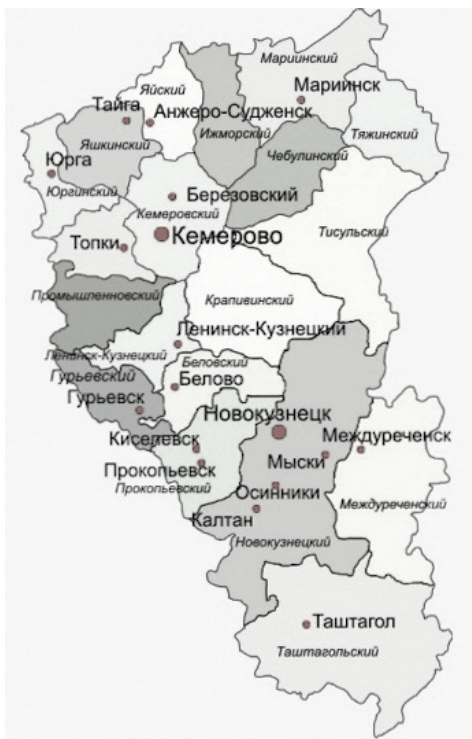 Мариинский
Яйский
Мариинск
Тайга
Анжеро-Судженск
Ижморский
Тяжинский
Яшкинский
Чебулинский
Юрга
Юргинский
Березовский
Кемеровский
Кемерово
Тисульский
Топки
Промышленновский
Крапивинский
Ленинск-Кузнецкий
Ленинск-Кузнецкий
Беловский
Гурьевский
Белово
Гурьевск
Новокузнецк
Киселевск
Междуреченск
Прокопьевск
Мыски
Прокопьевский
Осинники
Междуреченский
Калтан
Новокузнецкий
Таштагол
Таштагольский